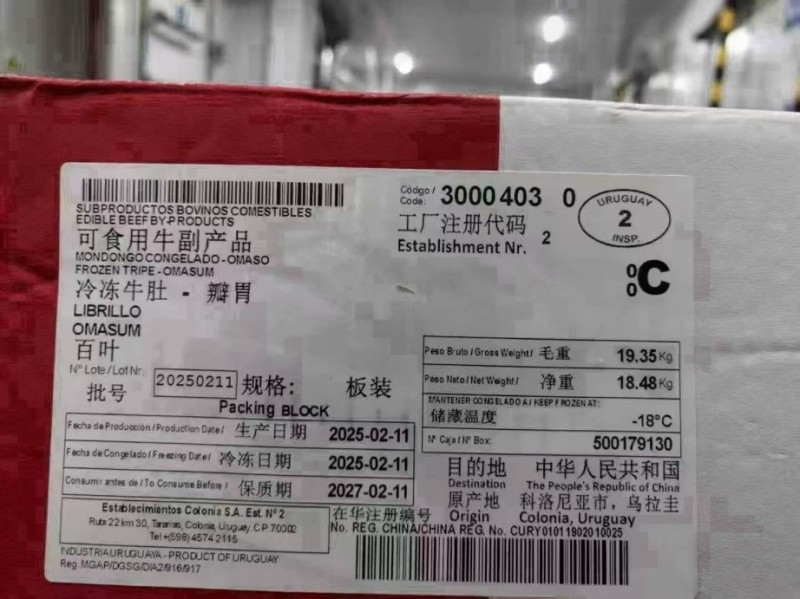 SUBPRODUCTOS BOVINOS COMESTIBLES
EDIBLE BEEF BY-PRODUCTS
可食用牛副产品
MONDONGO CONGELADO - OMASO
FROZEN TRIPE - OMASUM
冷冻牛肚 - 瓣胃
LIBRILLO
OMASUM
百叶
Código / Code: 3000403 0
工厂注册代码
Establishment Nr. 2
URUGUAY
2
INSP.
00C
Nº Lote / Lot Nr.
批号 20250211 规格: 板装
Packing BLOCK
Peso Bruto / Gross Weight / 毛重 19.35 Kg
Peso Neto / Net Weight / 净重 18.48 Kg
MANTENER CONGELADO A / KEEP FROZEN AT:
储藏温度 -18°C
Nº Caja / Nº Box: 500179130
Fecha de Producción / Production Date / 生产日期 2025-02-11
Fecha de Congelado / Freezing Date / 冷冻日期 2025-02-11
Consumir antes de / To Consume Before / 保质期 2027-02-11
目的地 中华人民共和国
Destination The People's Republic of China
原产地 科洛尼亚市, 乌拉圭
Origin Colonia, Uruguay
Establecimientos Colonia S.A. Est. Nº 2
Ruta 22 km 30, Tarariras, Colonia, Uruguay, C.P 70002
Tel +(598) 4574 2115
在华注册编号
No. REG. CHINA/CHINA REG. No. CURY01011902010025
INDUSTRIA URUGUAYA - PRODUCT OF URUGUAY
Reg. MGAP/DGSG/DIA2/916/917